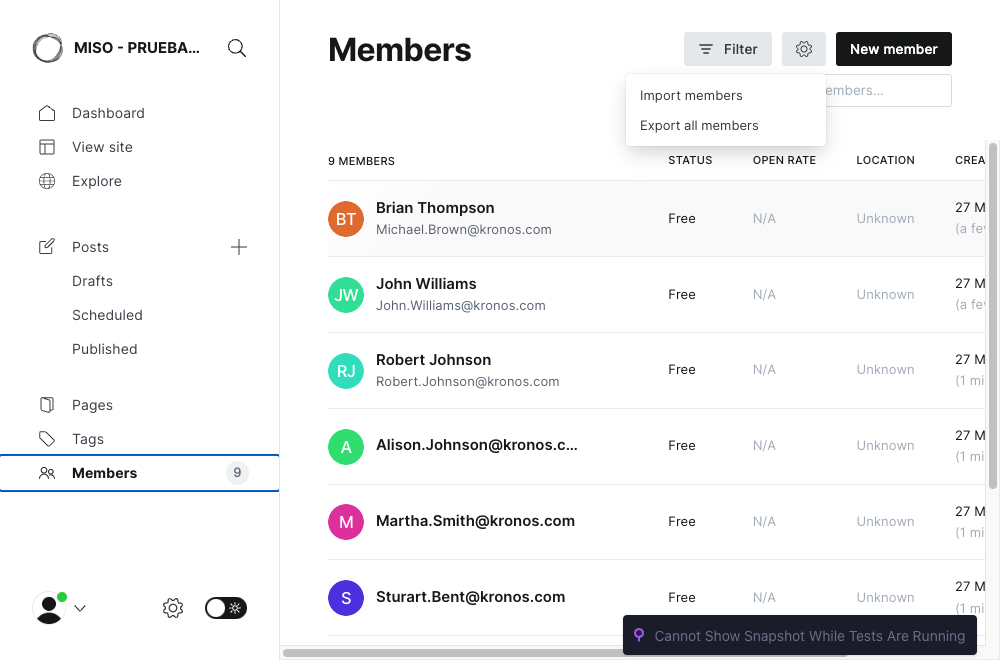 MISO - PRUEBA...
Dashboard
View site
Explore
Posts
Drafts
Scheduled
Published
Pages
Tags
Members 9
Members
Filter
New member
Import members
Export all members
embers...
9 MEMBERS STATUS OPEN RATE LOCATION CREA
BT Brian Thompson Free N/A Unknown 27 M
Michael.Brown@kronos.com (a few
JW John Williams Free N/A Unknown 27 M
John.Williams@kronos.com (a few
RJ Robert Johnson Free N/A Unknown 27 M
Robert.Johnson@kronos.com (1 mi
A Alison.Johnson@kronos.c... Free N/A Unknown 27 M
(1 mi
M Martha.Smith@kronos.com Free N/A Unknown 27 M
(1 mi
S Sturart.Bent@kronos.com Free N/A Unknown 27 M
(1 mi
Cannot Show Snapshot While Tests Are Running